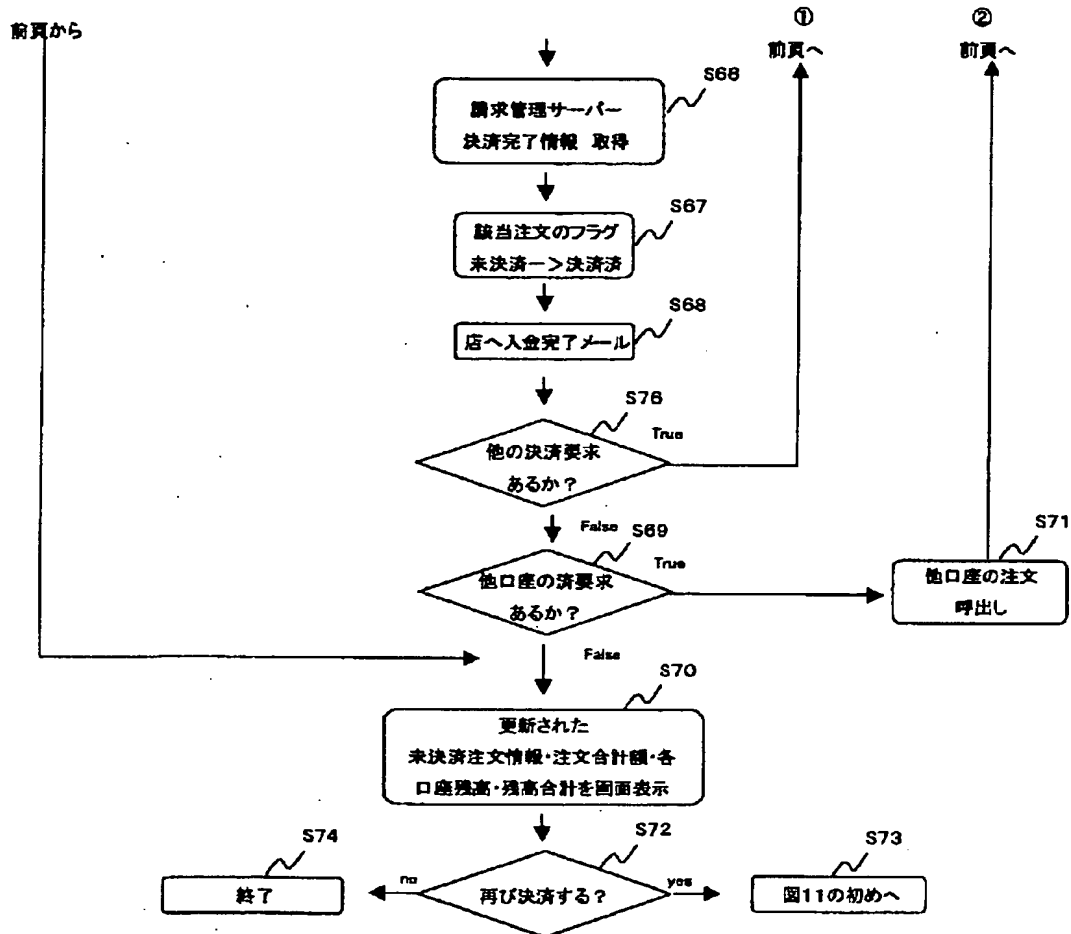 前頁から
①
前頁へ
②
前頁へ
S66
請求管理サーバー
決済完了情報 取得
S67
該当注文のフラグ
未決済ー>決済済
S68
店へ入金完了メール
S76
True
他の決済要求
あるか？
False
S69
True
他口座の済要求
あるか？
False
S71
他口座の注文
呼出し
S70
更新された
未決済注文情報・注文合計額・各
口座残高・残高合計を画面表示
S72
再び決済する？
no
yes
S74
終了
S73
図11の初めへ